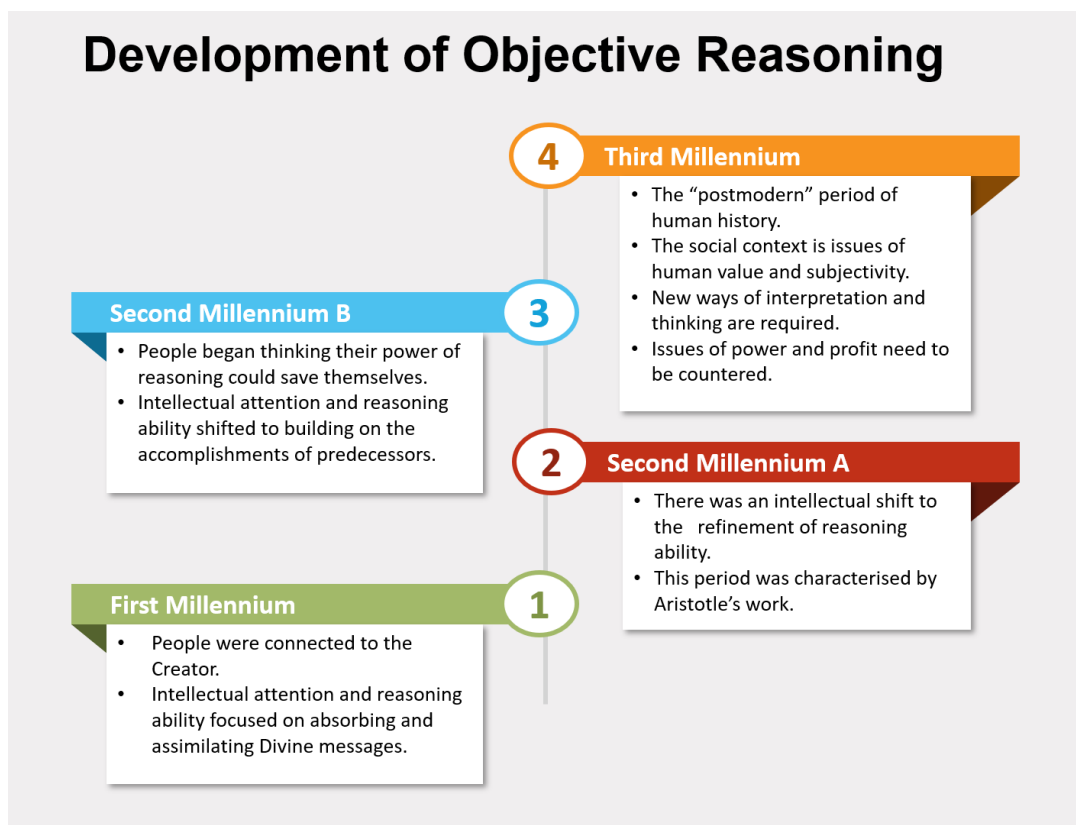 Development of Objective Reasoning
4
Third Millennium
• The “postmodern” period of
human history.
• The social context is issues of
human value and subjectivity.
• New ways of interpretation and
thinking are required.
• Issues of power and profit need to
be countered.
Second Millennium B
3
• People began thinking their power of
reasoning could save themselves.
• Intellectual attention and reasoning
ability shifted to building on the
accomplishments of predecessors.
2
Second Millennium A
• There was an intellectual shift to
the refinement of reasoning
ability.
• This period was characterised by
Aristotle’s work.
First Millennium
1
• People were connected to the
Creator.
• Intellectual attention and reasoning
ability focused on absorbing and
assimilating Divine messages.